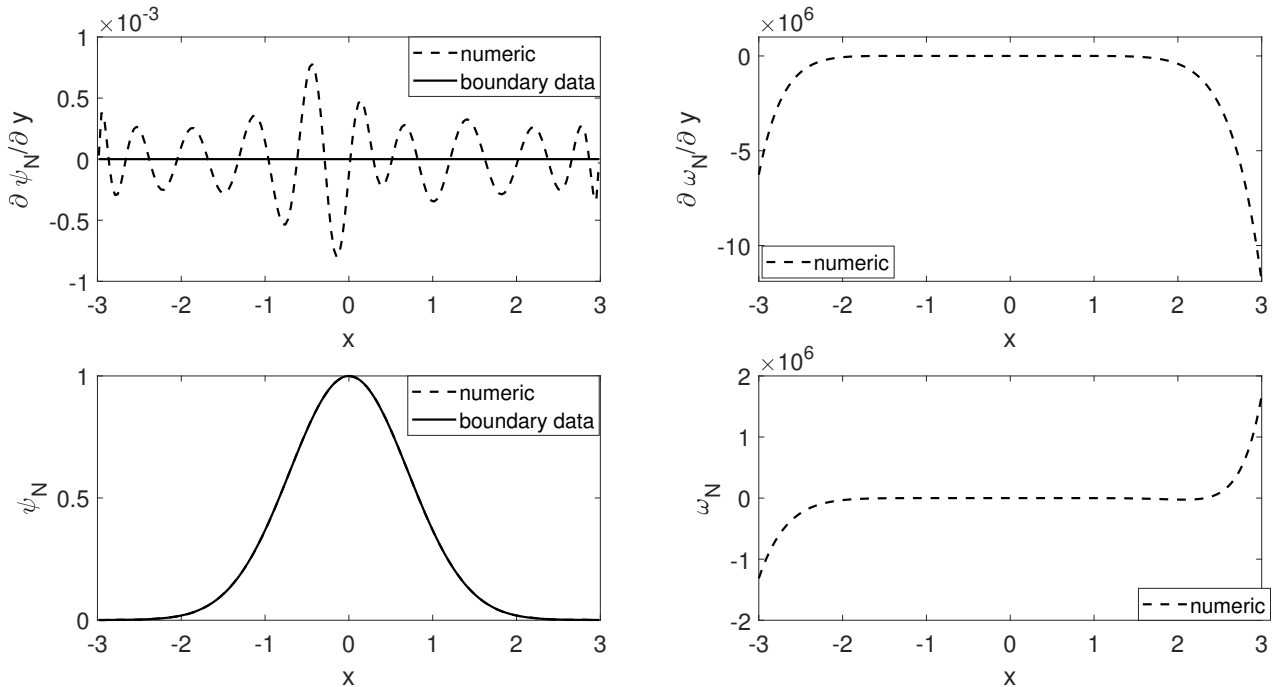 ×10⁻³
1
0.5
0
-0.5
-1
∂ ψ_N/∂ y
numeric
boundary data
-3 -2 -1 0 1 2 3
x
×10⁶
0
-5
-10
∂ ω_N/∂ y
numeric
-3 -2 -1 0 1 2 3
x
1
0.5
0
ψ_N
numeric
boundary data
-3 -2 -1 0 1 2 3
x
×10⁶
2
1
0
-1
-2
ω_N
numeric
-3 -2 -1 0 1 2 3
x